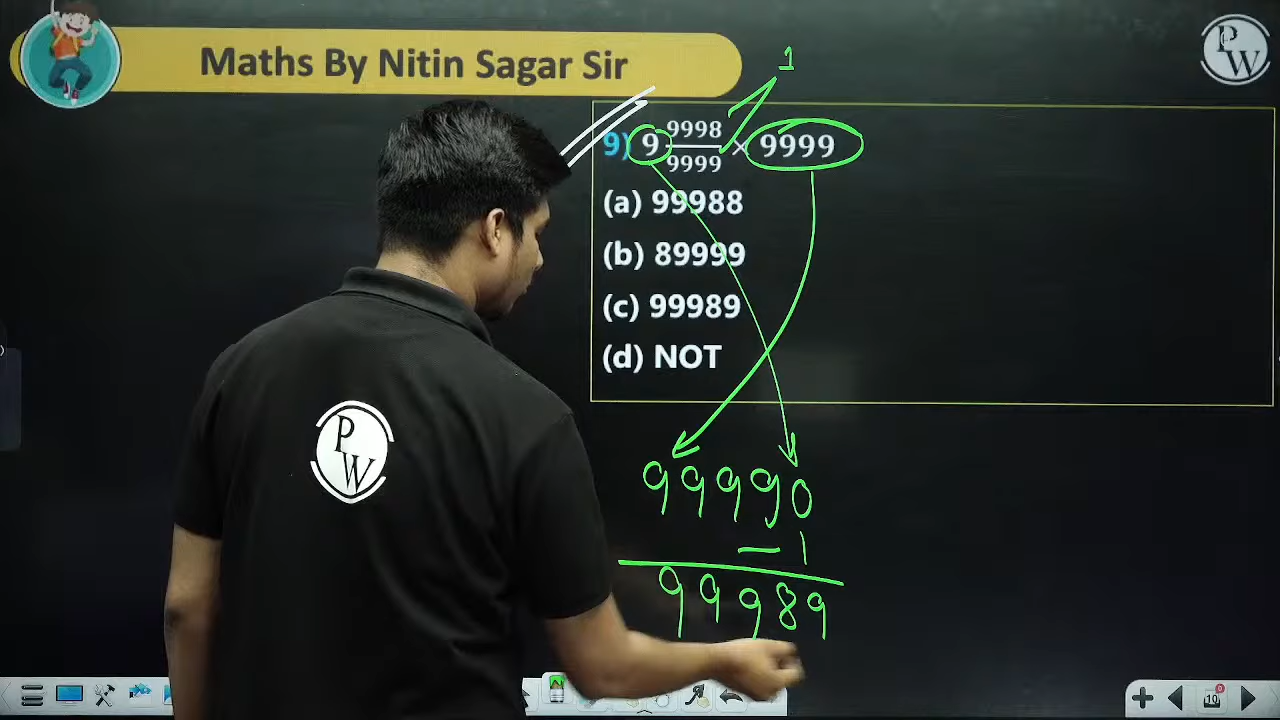 Maths By Nitin Sagar Sir
PW
1
9) 9 9998/9999 × 9999
(a) 99988
(b) 89999
(c) 99989
(d) NOT
PW
99990
— 1
99989
10